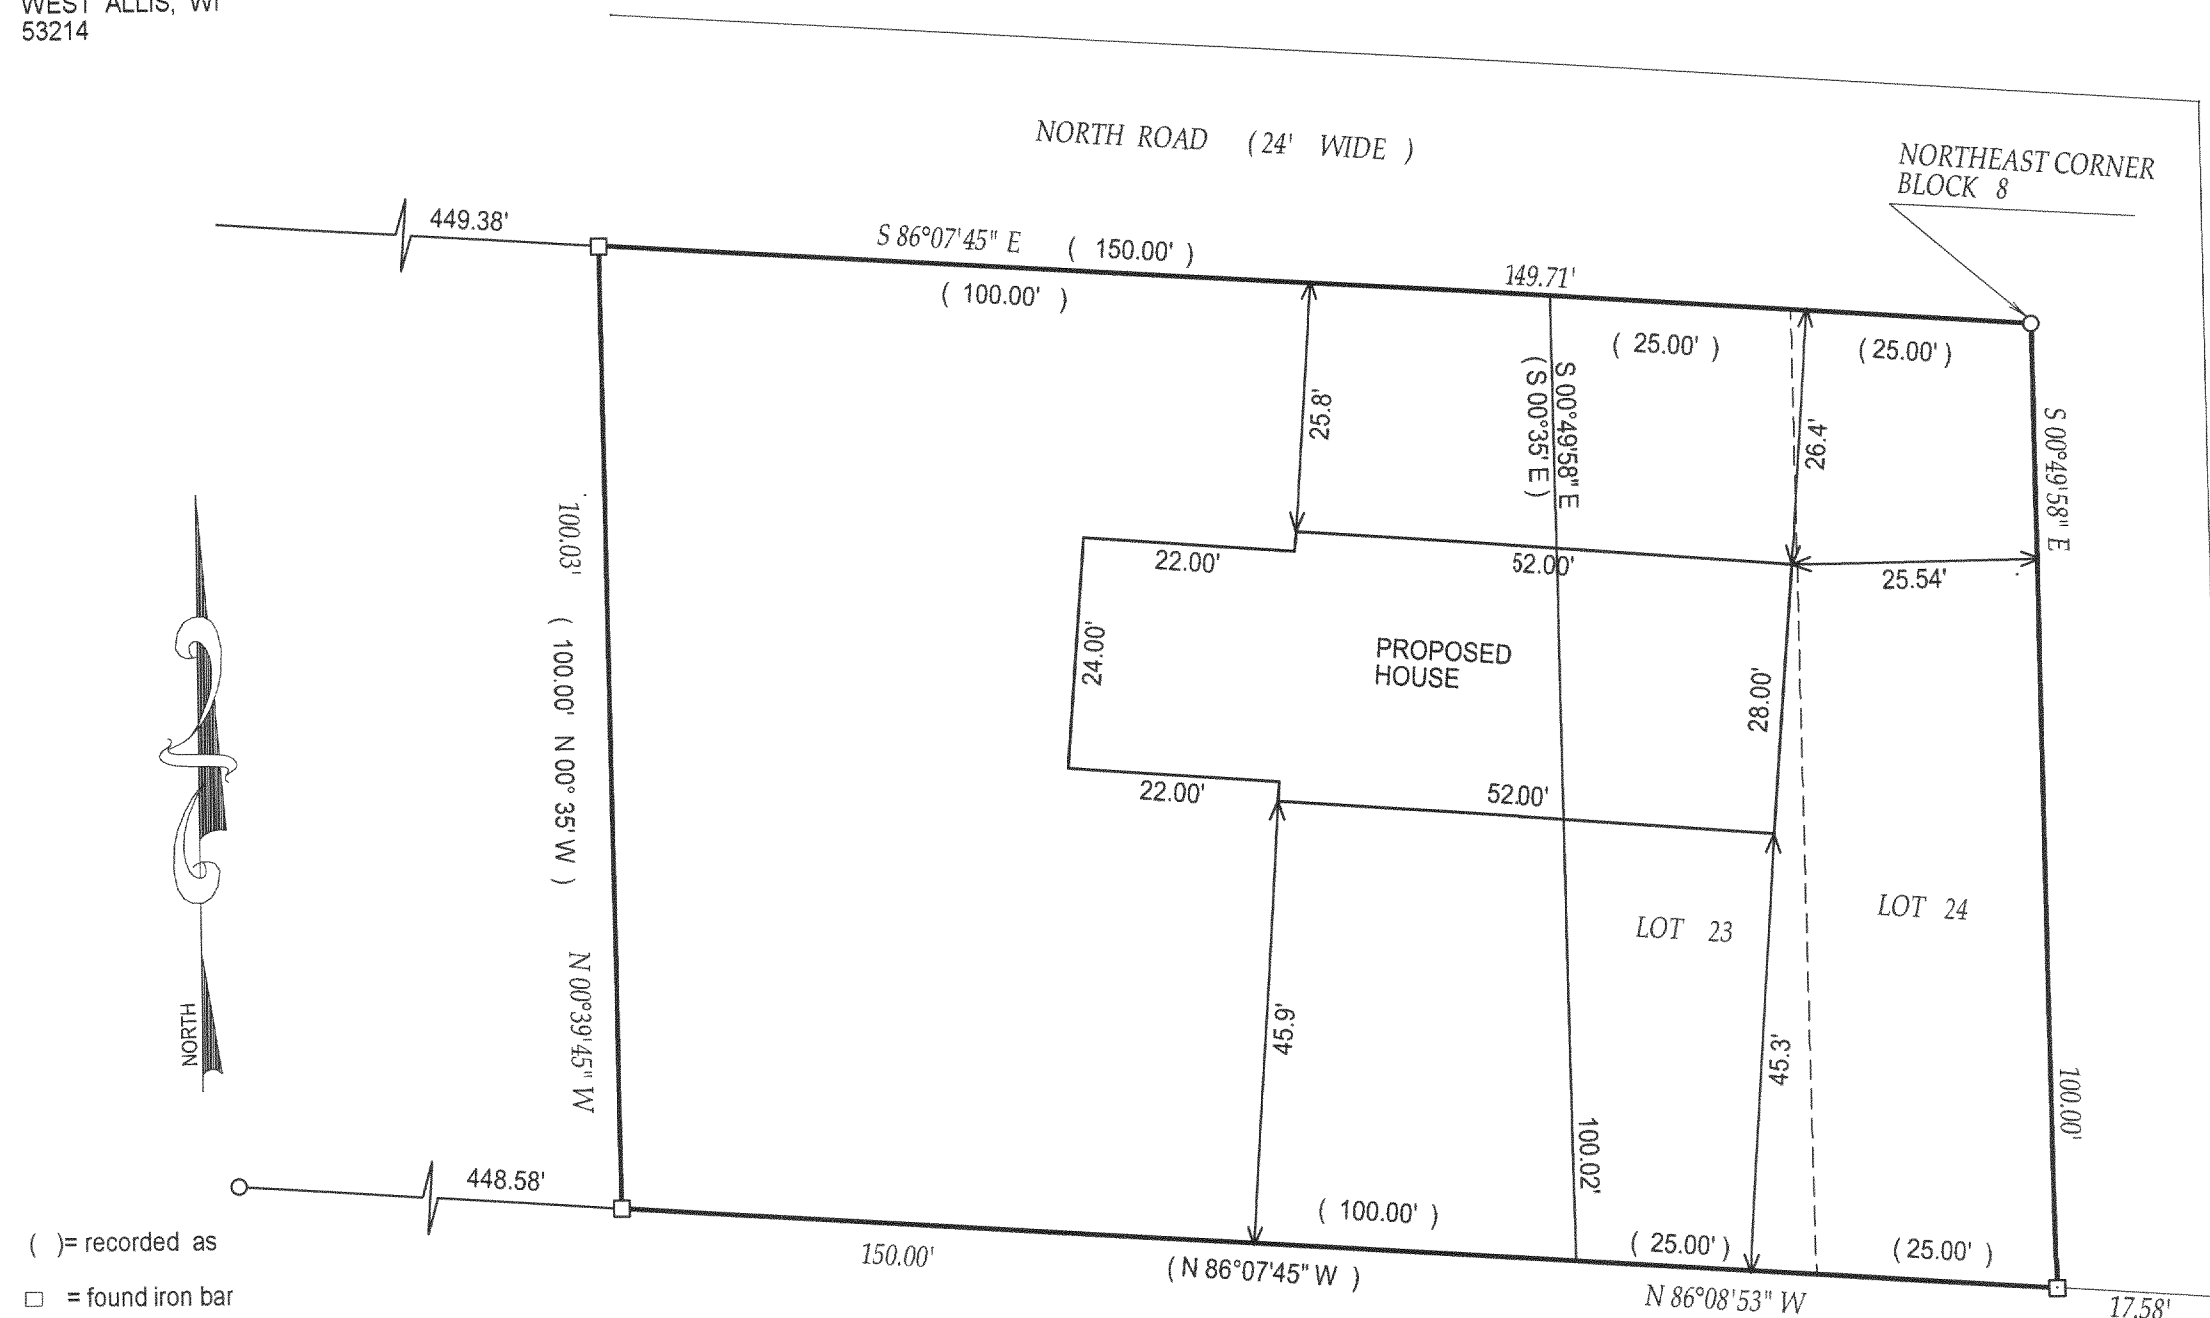 WEST ALLIS, WI
53214
NORTH ROAD ( 24' WIDE )
NORTHEAST CORNER
BLOCK 8
449.38'
S 86°07'45" E ( 150.00' )
149.71'
( 100.00' )
( 25.00' )
( 25.00' )
25.8'
S 00°49'58" E
( S 00°35' E )
26.4'
S 00°49'58" E
100.03' ( 100.00' N 00° 35' W ) N 00°39'45" W
22.00'
52.00'
25.54'
24.00'
PROPOSED
HOUSE
28.00'
22.00'
52.00'
LOT 23
LOT 24
45.9'
45.3'
100.02'
100.00'
NORTH
448.58'
( 100.00' )
( 25.00' )
( 25.00' )
150.00'
( N 86°07'45" W )
N 86°08'53" W
17.58'
( )= recorded as
= found iron bar